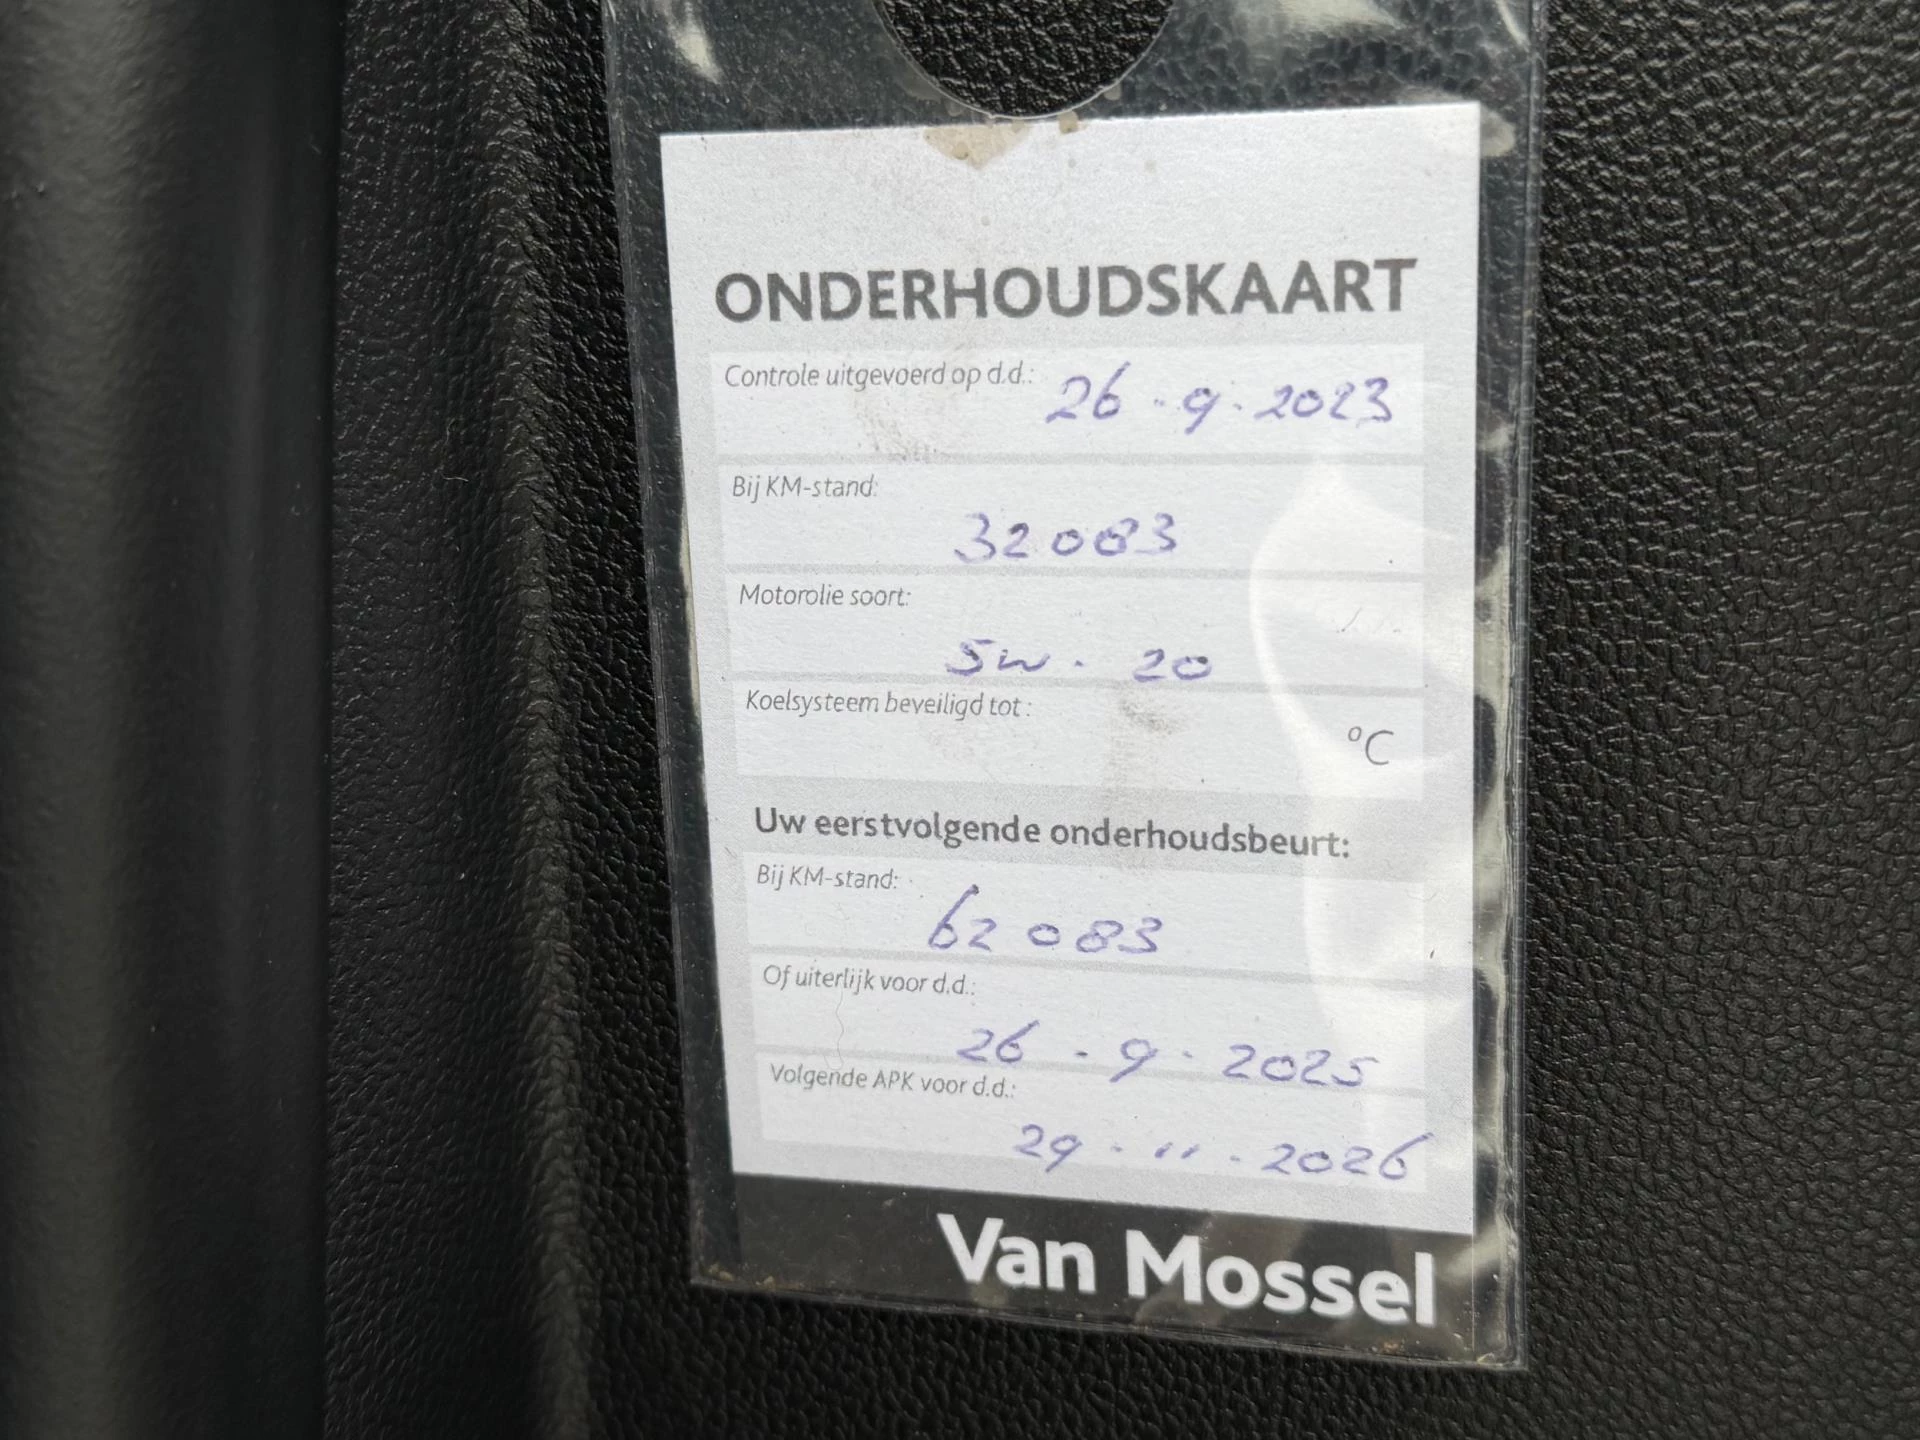 ONDERHOUDSKAART
Controle uitgevoerd op d.d.: 26 - 9 - 2023
Bij KM-stand:
32083
Motorolie soort:
5w - 20
Koelsysteem beveiligd tot :
°C
Uw eerstvolgende onderhoudsbeurt:
Bij KM-stand:
62083
Of uiterlijk voor d.d.:
26 - 9 - 2025
Volgende APK voor d.d.:
29 - 11 - 2026
Van Mossel